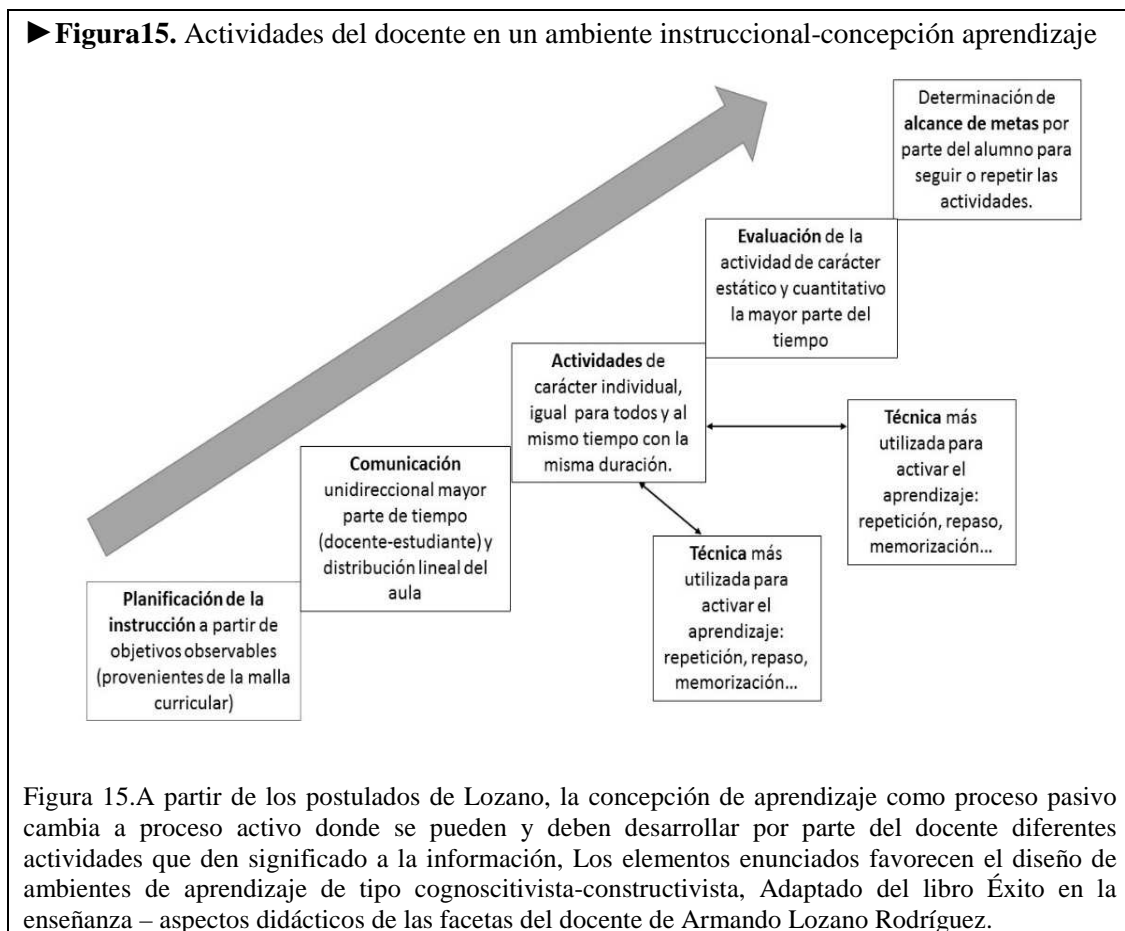 ►Figura15. Actividades del docente en un ambiente instruccional-concepción aprendizaje
Determinación de
alcance de metas por
parte del alumno para
seguir o repetir las
actividades.
Evaluación de la
actividad de carácter
estático y cuantitativo
la mayor parte del
tiempo
Actividades de
carácter individual,
igual para todos y al
mismo tiempo con la
misma duración.
Técnica más
utilizada para
activar el
aprendizaje:
repetición, repaso,
memorización...
Comunicación
unidireccional mayor
parte de tiempo
(docente-estudiante) y
distribución lineal del
aula
Técnica más
utilizada para
activar el
aprendizaje:
repetición, repaso,
memorización...
Planificación de la
instrucción a partir de
objetivos observables
(provenientes de la malla
curricular)
Figura 15.A partir de los postulados de Lozano, la concepción de aprendizaje como proceso pasivo
cambia a proceso activo donde se pueden y deben desarrollar por parte del docente diferentes
actividades que den significado a la información, Los elementos enunciados favorecen el diseño de
ambientes de aprendizaje de tipo cognoscitivista-constructivista, Adaptado del libro Éxito en la
enseñanza – aspectos didácticos de las facetas del docente de Armando Lozano Rodríguez.